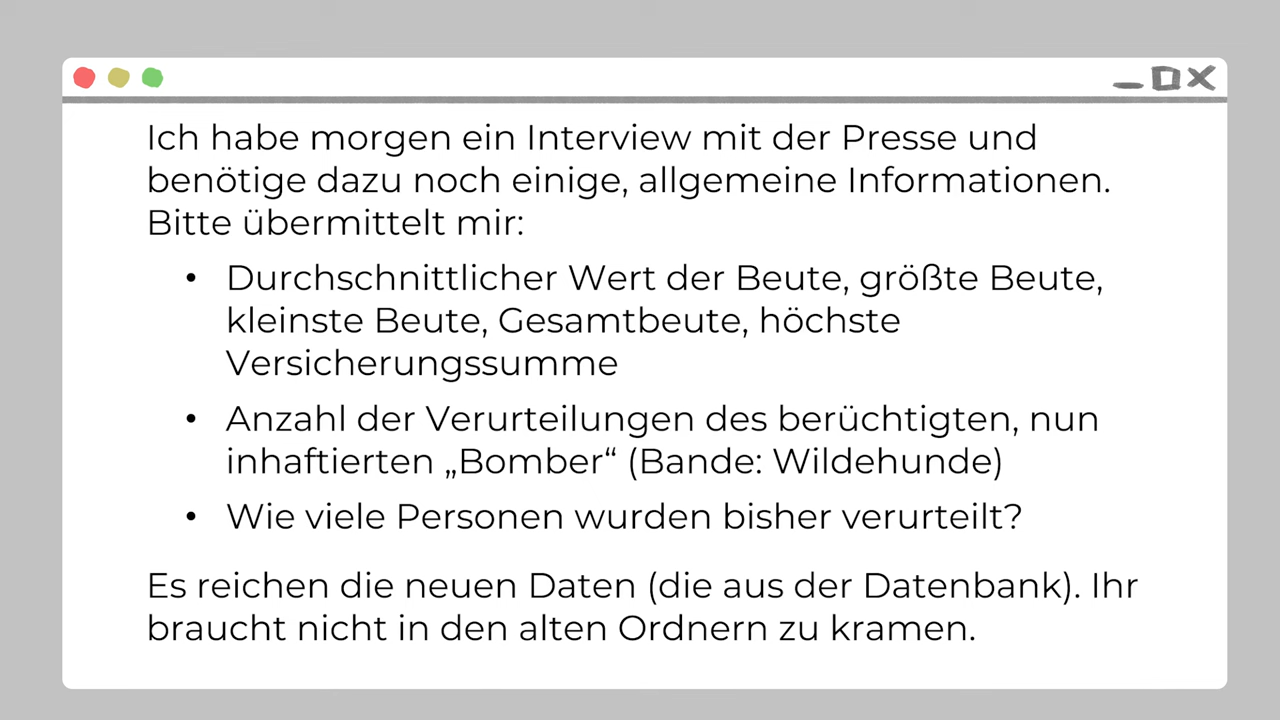 Ich habe morgen ein Interview mit der Presse und
benötige dazu noch einige, allgemeine Informationen.
Bitte übermittelt mir:
• Durchschnittlicher Wert der Beute, größte Beute,
kleinste Beute, Gesamtbeute, höchste
Versicherungssumme
• Anzahl der Verurteilungen des berüchtigten, nun
inhaftierten „Bomber“ (Bande: Wildehunde)
• Wie viele Personen wurden bisher verurteilt?
Es reichen die neuen Daten (die aus der Datenbank). Ihr
braucht nicht in den alten Ordnern zu kramen.